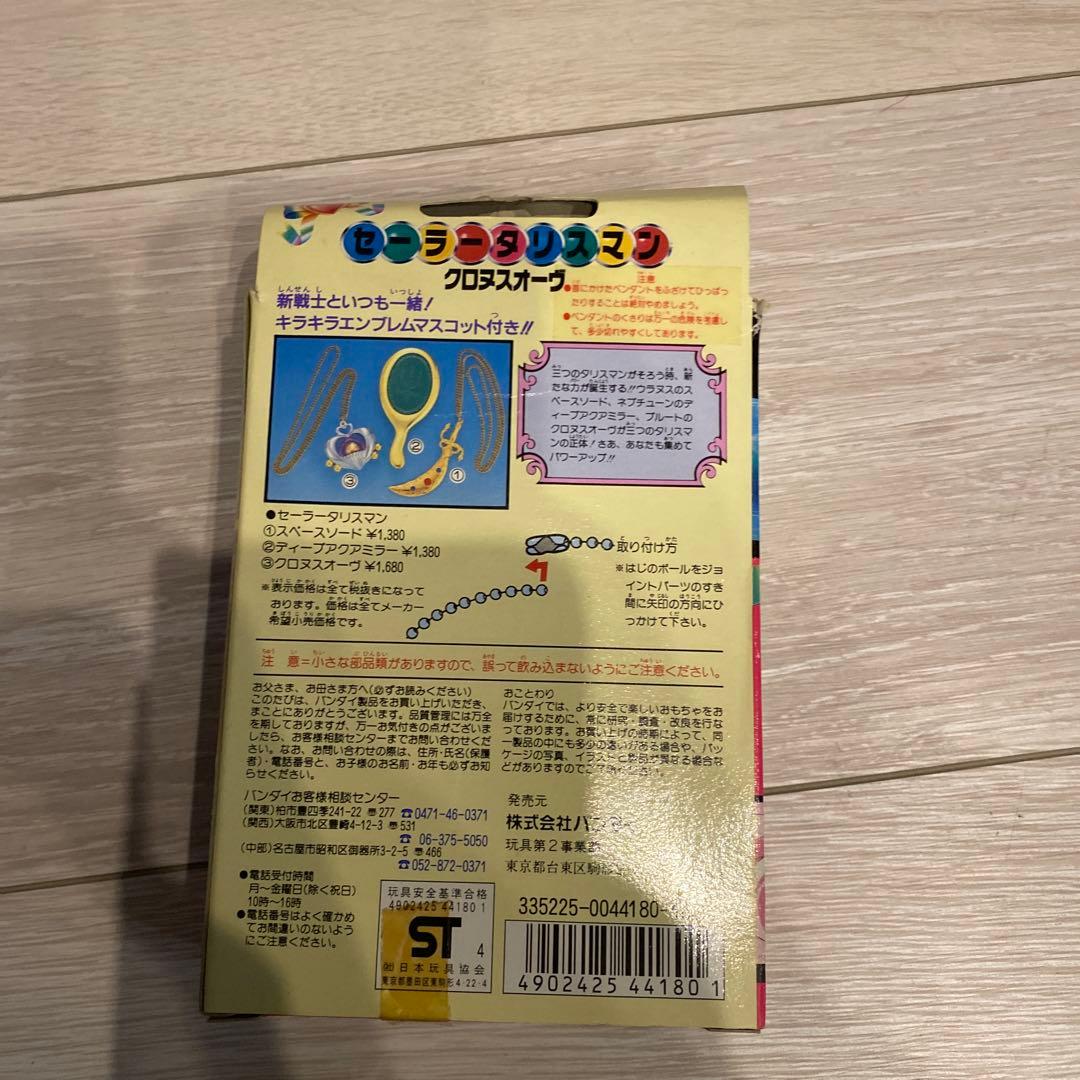 セーラータリスマン
クロヌスオーヴ
新戦士といつも一緒!
しんせんし
いっしょ
キラキラエンブレムマスコット付き!!
つ
注意
●首にかけたペンダントをふざけてひっぱっ
たりすることは絶対やめましょう。
●ペンダントのくさりは万一の危険を考慮し
て、多少切れやすくしてあります。
三つのタリスマンがそろう時、新
たな力が誕生する!!ウラヌスのス
ペースソード、ネプチューンのデ
ィープアクアミラー、プルートの
クロヌスオーヴが三つのタリスマ
ンの正体!さあ、あなたも集めて
パワーアップ!!
③
②
①
●セーラータリスマン
①スペースソード ¥1,380
②ディープアクアミラー ¥1,380
③クロヌスオーヴ ¥1,680
※表示価格は全て税抜きになって
おります。価格は全てメーカー
希望小売価格です。
取り付け方
※はじのボールをジョ
イントパーツのすき
間に矢印の方向にひ
っかけて下さい。
注 意=小さな部品類がありますので、誤って飲み込まないようにご注意ください。
お父さま、お母さま方へ(必ずお読みください)
このたびは、バンダイ製品をお買い上げいただき、
まことにありがとうございます。品質管理には万全
を期しておりますが、万一お気付きの点がございま
したら、お客様相談センターまでお問い合わせくだ
さい。なお、お問い合わせの際は、住所・氏名(保護
者)・電話番号と、お子様のお名前・お年も必ずお知
らせください。
おことわり
バンダイでは、より安全で楽しいおもちゃをお
届けするために、常に研究・調査・改良を行な
っております。お買い上げの時期によって、同
一製品の中にも多少の違いがある場合や、パッ
ケージの写真、イラストと
が異なる場合な
どがありますのでご
ください。
バンダイお客様相談センター
(関東)柏市豊四季241-22 〒277 ☎0471-46-0371
(関西)大阪市北区豊崎4-12-3 〒531
☎ 06-375-5050
(中部)名古屋市昭和区御器所3-2-5 〒466
☎052-872-0371
●電話受付時間
月〜金曜日(除く祝日)
10時〜16時
●電話番号はよく確かめ
てお間違いのないよう
にご注意ください。
発売元
株式会社バンダイ
玩具第2事業
東京都台東区駒
玩具安全基準合格
4902425 44180 1
ST 4
(社)日本玩具協会
東京都墨田区東駒形4-22-4
335225-0044180-
4902425 441801